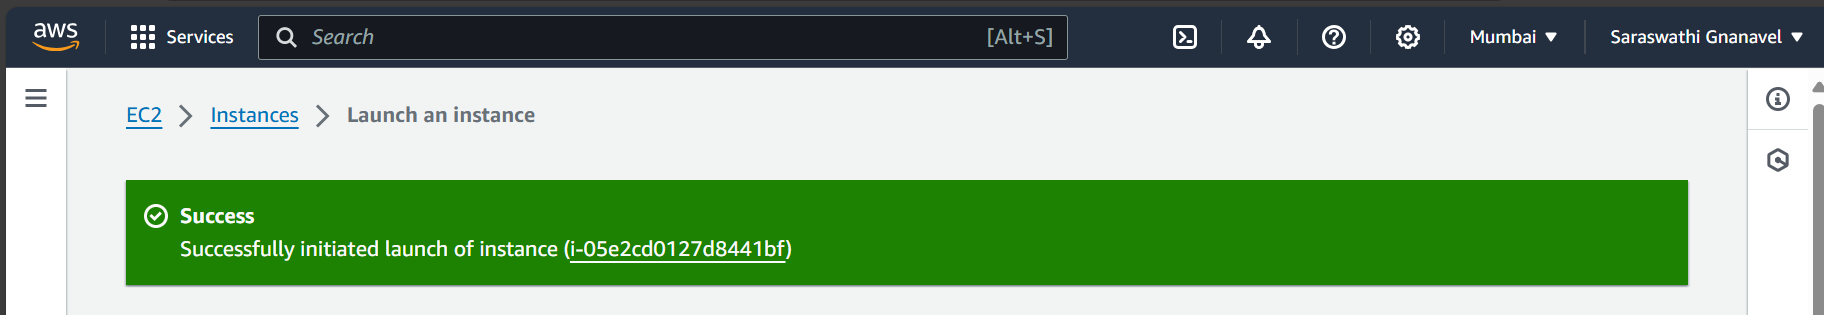 aws Services Search [Alt+S] Mumbai Saraswathi Gnanavel
EC2 Instances Launch an instance
Success
Successfully initiated launch of instance (i-05e2cd0127d8441bf)